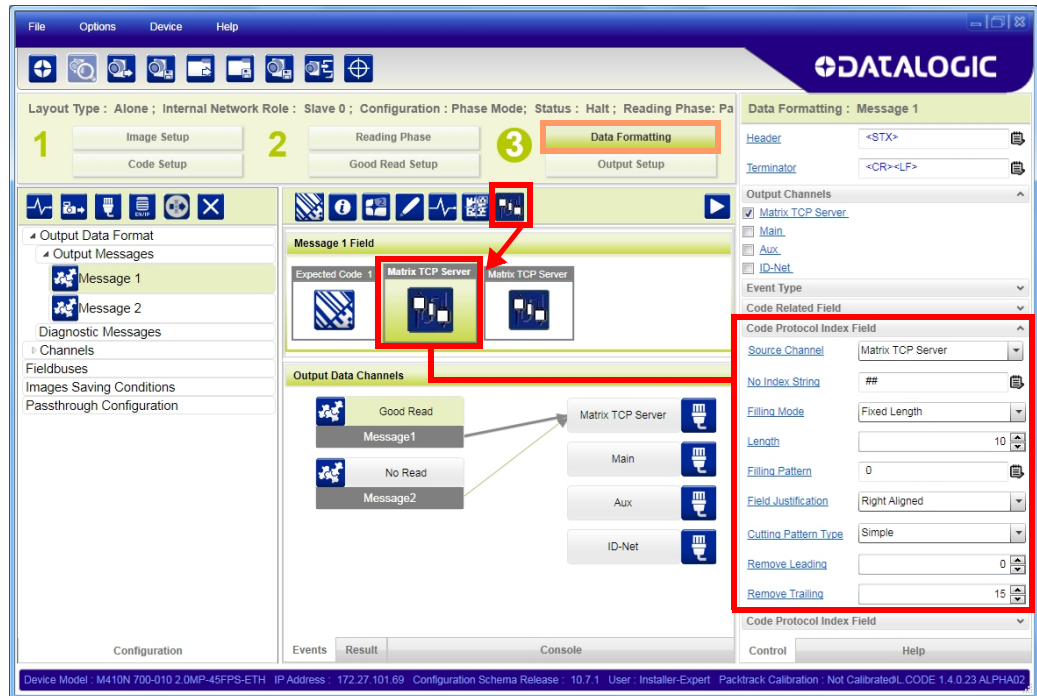 File Options Device Help
DATALOGIC
Layout Type : Alone ; Internal Network Role : Slave 0 ; Configuration : Phase Mode; Status : Halt ; Reading Phase: Pa
1
Image Setup
Code Setup
2
Reading Phase
Good Read Setup
3
Data Formatting
Output Setup
Output Data Format
Output Messages
Message 1
Message 2
Diagnostic Messages
Channels
Fieldbuses
Images Saving Conditions
Passthrough Configuration
Configuration
Message 1 Field
Expected Code 1
Matrix TCP Server
Matrix TCP Server
Output Data Channels
Good Read
Message1
No Read
Message2
Matrix TCP Server
Main
Aux
ID-Net
Events Result Console
Data Formatting : Message 1
Header <STX>
Terminator <CR><LF>
Output Channels
Matrix TCP Server
Main
Aux
ID-Net
Event Type
Code Related Field
Code Protocol Index Field
Source Channel Matrix TCP Server
No Index String ##
Filling Mode Fixed Length
Length 10
Filling Pattern 0
Field Justification Right Aligned
Cutting Pattern Type Simple
Remove Leading 0
Remove Trailing 15
Code Protocol Index Field
Control Help
Device Model : M410N 700-010 2.0MP-45FPS-ETH IP Address : 172.27.101.69 Configuration Schema Release : 10.7.1 User : Installer-Expert Packtrack Calibration : Not Calibrated\L.CODE 1.4.0.23 ALPHA02